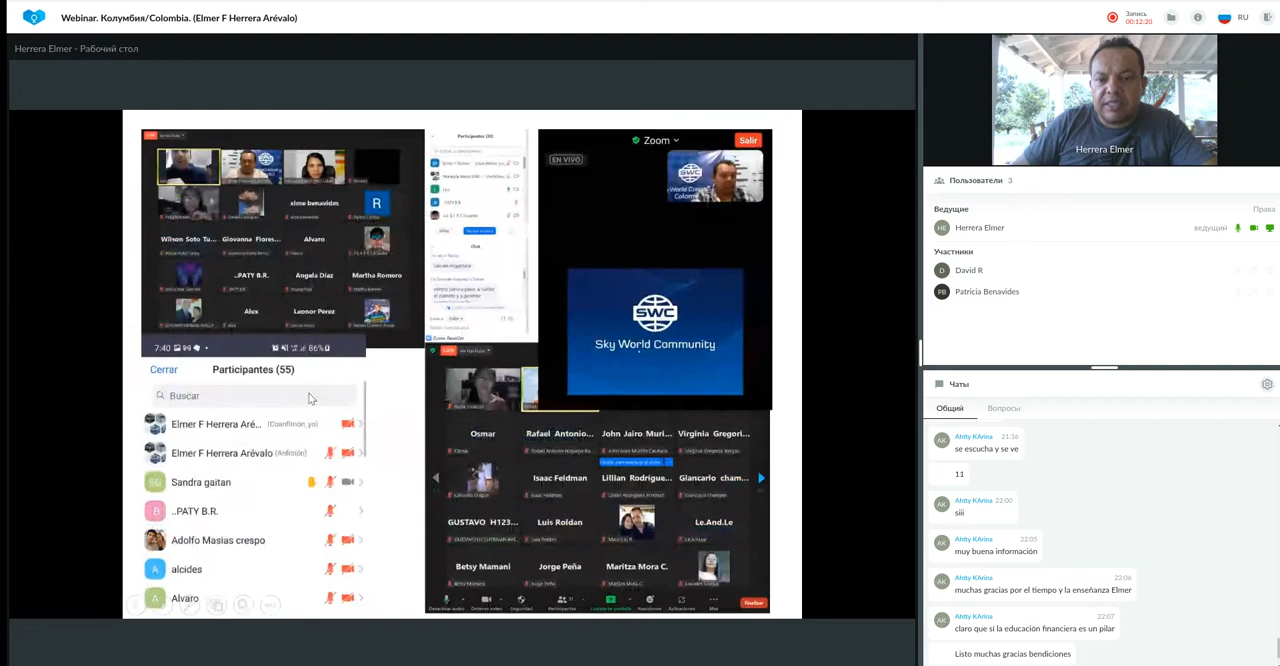 Webinar. Колумбия/Colombia. (Elmer F Herrera Arévalo)
Запись
00:12:20
RU
Herrera Elmer - Рабочий стол
xime benavides
R
Wilson Soto Tu... Giovanna Flores... Alvaro
..PATY B.R. Angela Diaz Martha Romero
Alex Leonor Perez
7:40 86%
Cerrar Participantes (55)
Buscar
Elmer F Herrera Aré... (Coanfitrión, yo)
Elmer F Herrera Arévalo (Anfitrión)
SG Sandra gaitan
B ..PATY B.R.
Adolfo Masias crespo
A alcides
A Alvaro
Chat
Zoom
Salir
EN VIVO
SWC
SWC
Sky World Community
Osmar Rafael Antonio... John Jairo Muri... Virginia Gregori...
Isaac Feldman Lillian Rodrígue... Giancarlo cham...
GUSTAVO H123... Luis Roldan Le.And.Le
Betsy Mamani Jorge Peña Maritza Mora C.
Finalizar
Herrera Elmer
Пользователи 3
Ведущие Права
HE Herrera Elmer ведущий
Участники
D David R
PB Patricia Benavides
Чаты
Общий Вопросы
AK Ahtty KArina 21:36
se escucha y se ve
11
AK Ahtty KArina 22:00
siii
AK Ahtty KArina 22:05
muy buena información
AK Ahtty KArina 22:06
muchas gracias por el tiempo y la enseñanza Elmer
AK Ahtty KArina 22:07
claro que sí la educación financiera es un pilar
Listo muchas gracias bendiciones